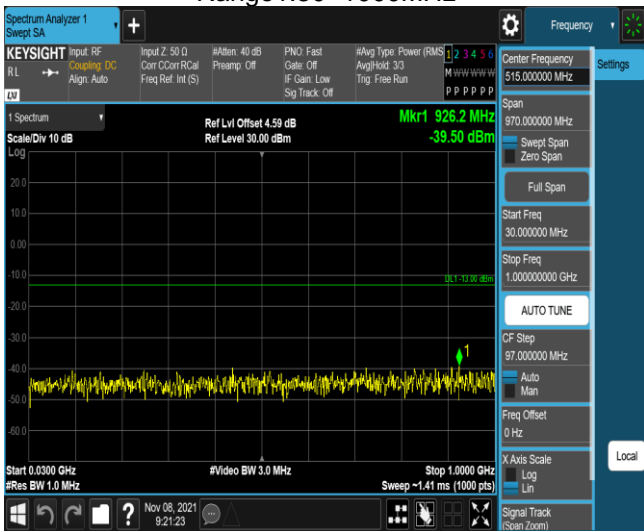 Spectrum Analyzer 1
Swept SA
Frequency
KEYSIGHT
RL
LXI
Input: RF
Coupling: DC
Align: Auto
Input Z: 50 Ω
Corr CCorr RCal
Freq Ref: Int (S)
#Atten: 40 dB
Preamp: Off
PNO: Fast
Gate: Off
IF Gain: Low
Sig Track: Off
#Avg Type: Power (RMS
Avg|Hold: 3/3
Trig: Free Run
1 2 3 4 5 6
M W W W W W
P P P P P P
1 Spectrum
Scale/Div 10 dB
Log
Ref Lvl Offset 4.59 dB
Ref Level 30.00 dBm
Mkr1 926.2 MHz
-39.50 dBm
20.0
10.0
0.00
-10.0
DL1 -13.00 dBm
-20.0
-30.0
1
-40.0
-50.0
-60.0
Start 0.0300 GHz
#Res BW 1.0 MHz
#Video BW 3.0 MHz
Stop 1.0000 GHz
Sweep ~1.41 ms (1000 pts)
Nov 08, 2021
9:21:23
Center Frequency
515.000000 MHz
Span
970.000000 MHz
Swept Span
Zero Span
Full Span
Start Freq
30.000000 MHz
Stop Freq
1.000000000 GHz
AUTO TUNE
CF Step
97.000000 MHz
Auto
Man
Freq Offset
0 Hz
X Axis Scale
Log
Lin
Signal Track
(Span Zoom)
Settings
Local